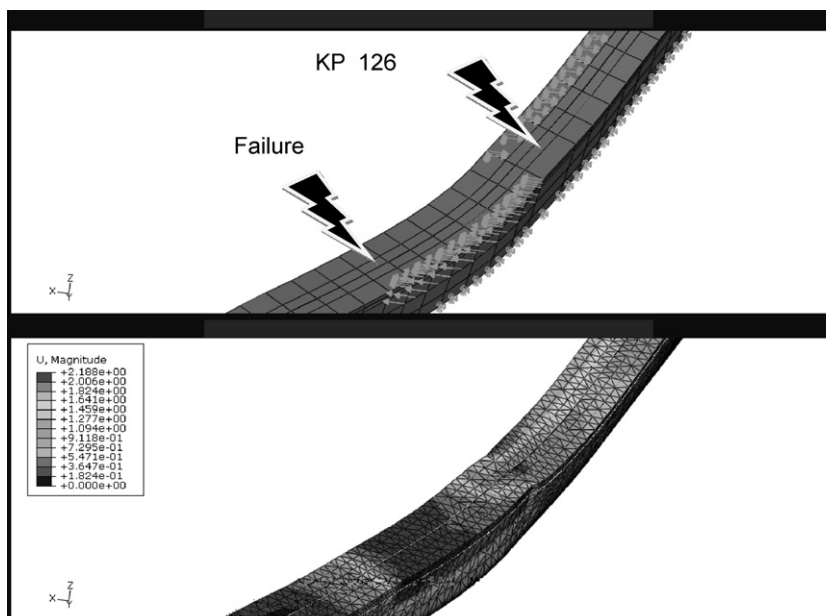 KP 126
Failure
Z
X
Y
U, Magnitude
+2.188e+00
+2.006e+00
+1.824e+00
+1.641e+00
+1.459e+00
+1.277e+00
+1.094e+00
+9.118e-01
+7.295e-01
+5.471e-01
+3.647e-01
+1.824e-01
+0.000e+00
Z
X
Y